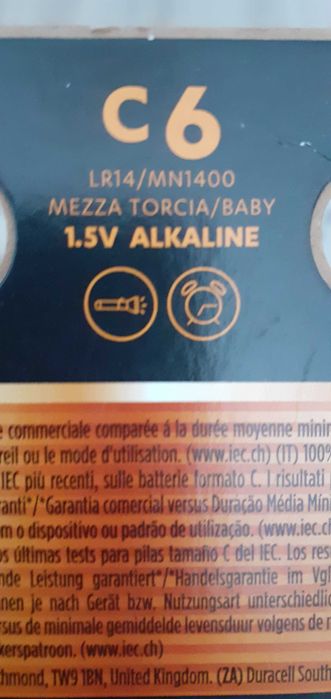 C 6
LR14/MN1400
MEZZA TORCIA/BABY
1.5V ALKALINE
e commerciale comparée á la durée moyenne mini
reil ou le mode d'utilisation. (www.iec.ch) (IT) 100%
IEC più recenti, sulle batterie formato C. I risultati
ranti*/*Garantia comercial versus Duração Média Mín
m o dispositivo ou padrão de utilização. (www.iec.ch
os últimas tests para pilas tamaño C del IEC. Los res
nde Leistung garantiert*/*Handelsgarantie im Vgl
nen je nach Gerät bzw. Nutzungsart unterschiedlic
rsus de minimale gemiddelde levensduur volgens de n
kerspatroon. (www.iec.ch)
chmond, TW9 1BN, United Kingdom. (ZA) Duracell South